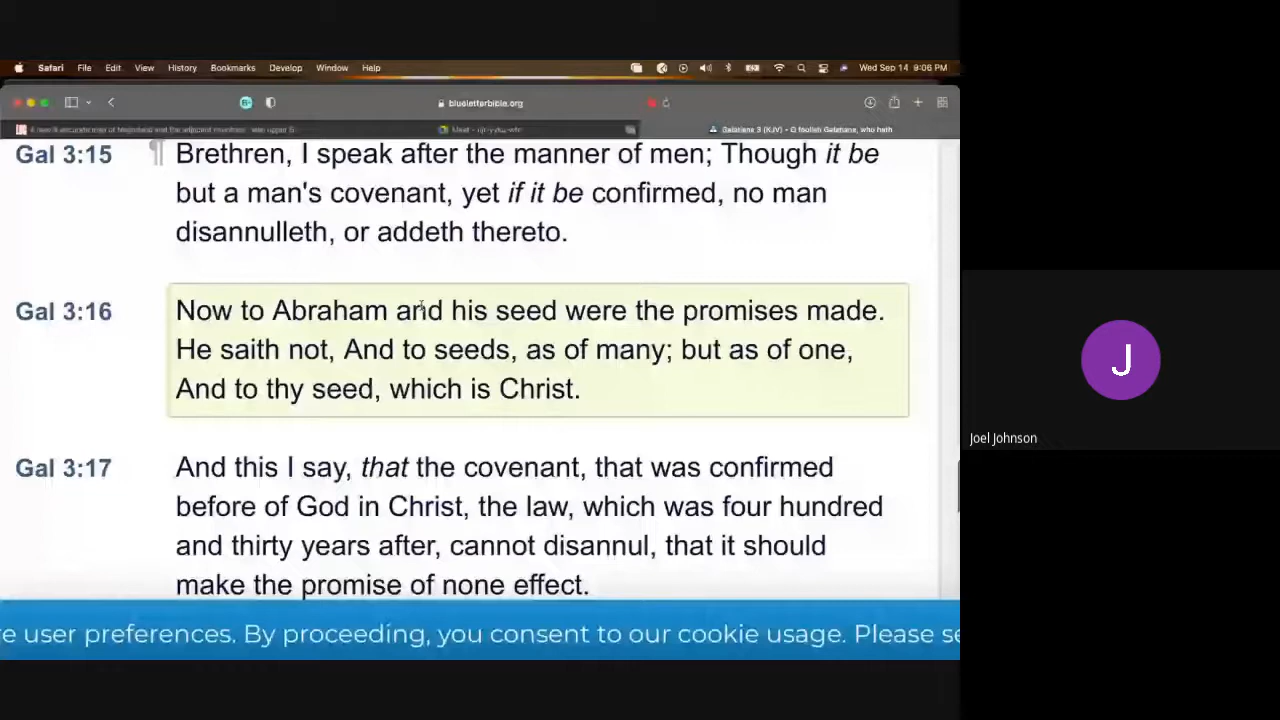 Safari File Edit View History Bookmarks Develop Window Help Wed Sep 14 9:06 PM
blueletterbible.org
Galatians 3 (KJV) - O foolish Galatians, who hath
Gal 3:15 ¶ Brethren, I speak after the manner of men; Though it be
but a man's covenant, yet if it be confirmed, no man
disannulleth, or addeth thereto.
Gal 3:16 Now to Abraham and his seed were the promises made.
He saith not, And to seeds, as of many; but as of one,
And to thy seed, which is Christ.
Gal 3:17 And this I say, that the covenant, that was confirmed
before of God in Christ, the law, which was four hundred
and thirty years after, cannot disannul, that it should
make the promise of none effect.
J
Joel Johnson
re user preferences. By proceeding, you consent to our cookie usage. Please se